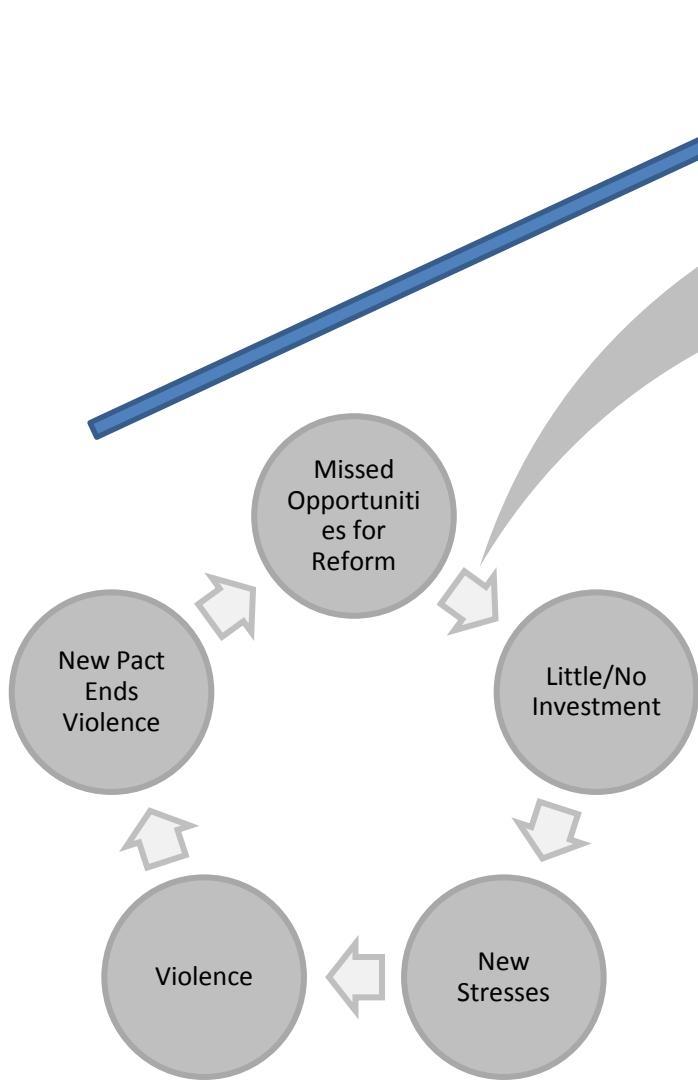 Missed
Opportuniti
es for
Reform
New Pact
Ends
Violence
Little/No
Investment
Violence
New
Stresses